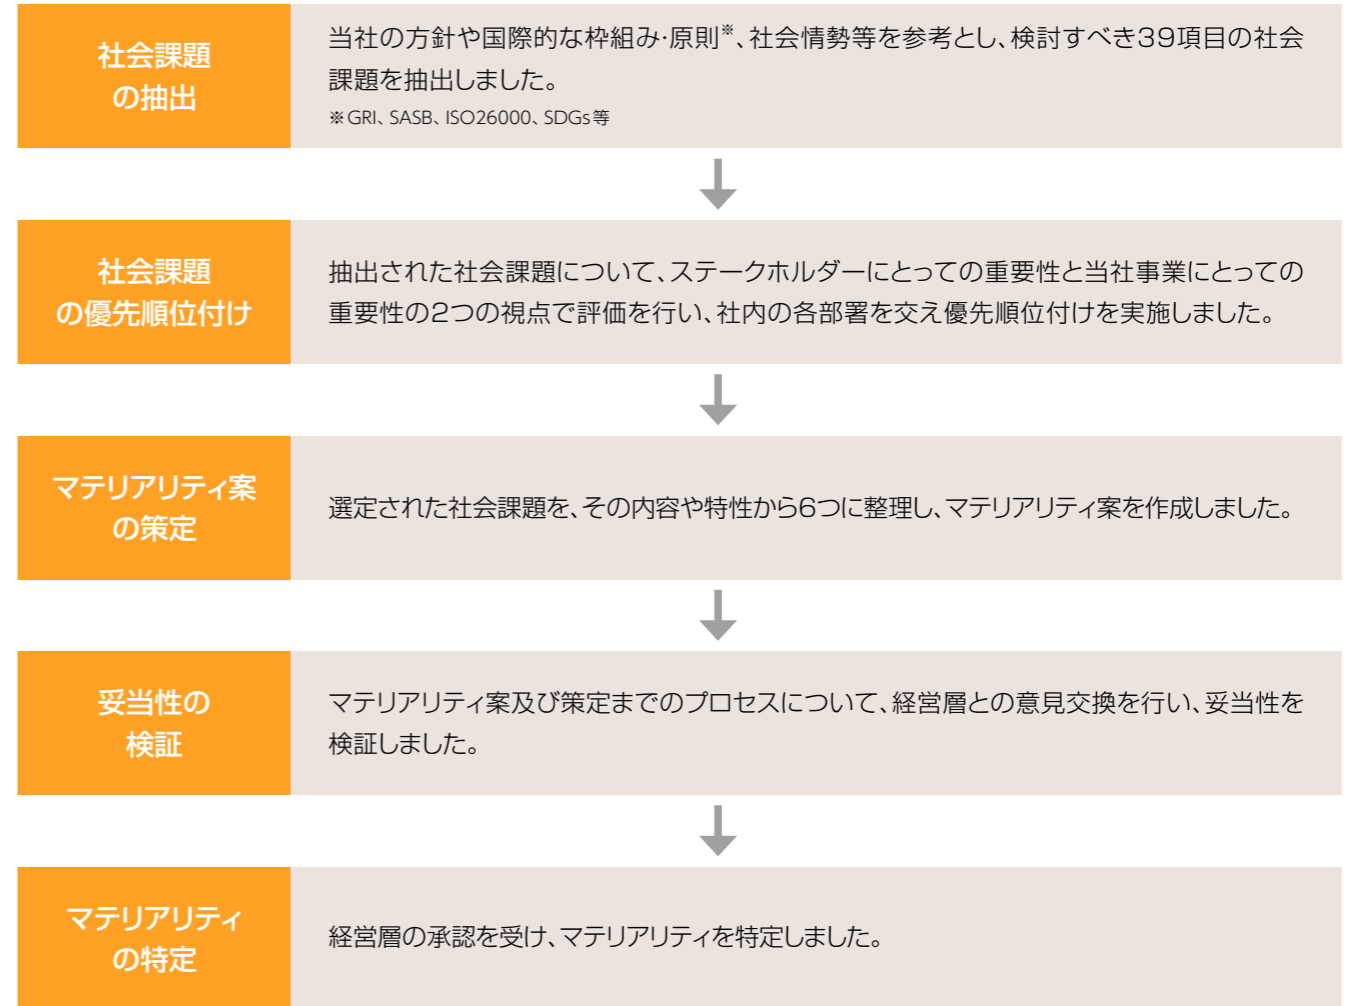 社会課題
の抽出
当社の方針や国際的な枠組み・原則※、社会情勢等を参考とし、検討すべき39項目の社会
課題を抽出しました。
※GRI、SASB、ISO26000、SDGs等
社会課題
の優先順位付け
抽出された社会課題について、ステークホルダーにとっての重要性と当社事業にとっての
重要性の2つの視点で評価を行い、社内の各部署を交え優先順位付けを実施しました。
マテリアリティ案
の策定
選定された社会課題を、その内容や特性から6つに整理し、マテリアリティ案を作成しました。
妥当性の
検証
マテリアリティ案及び策定までのプロセスについて、経営層との意見交換を行い、妥当性を
検証しました。
マテリアリティ
の特定
経営層の承認を受け、マテリアリティを特定しました。